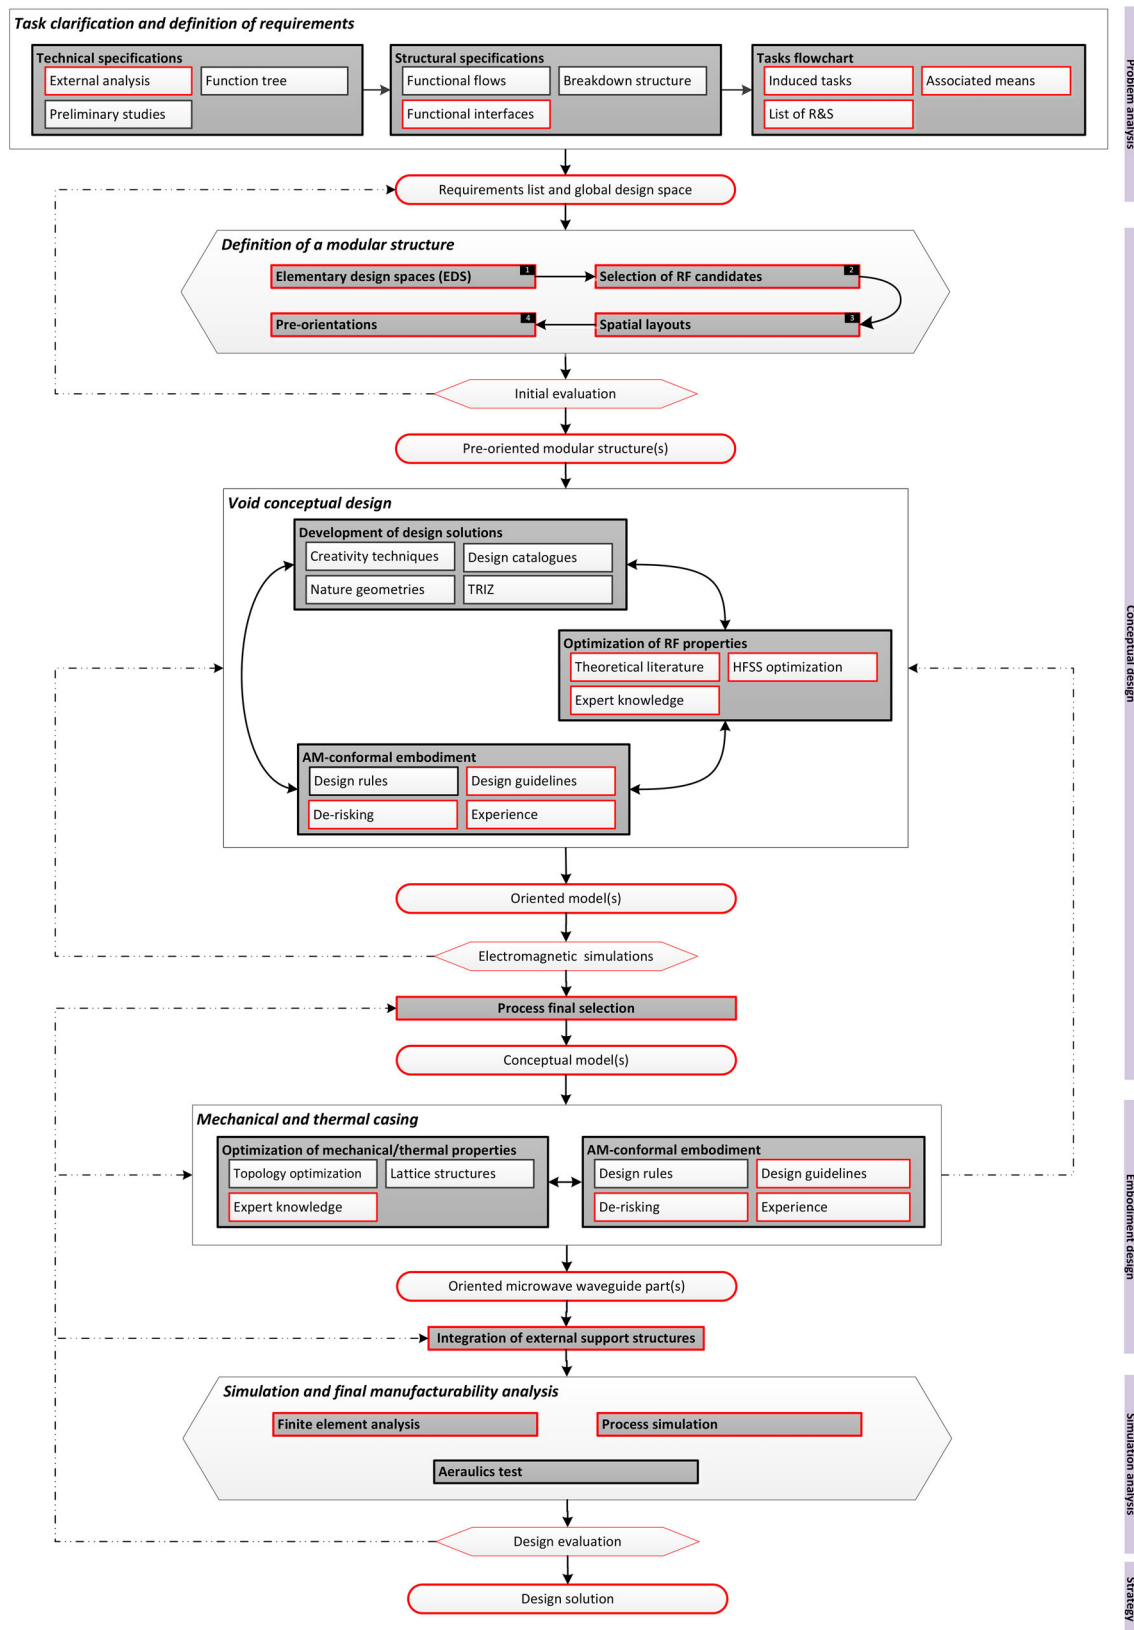 Task clarification and definition of requirements
Technical specifications
External analysis
Function tree
Preliminary studies
Structural specifications
Functional flows
Breakdown structure
Functional interfaces
Tasks flowchart
Induced tasks
Associated means
List of R&S
Problem analysis
Requirements list and global design space
Definition of a modular structure
Elementary design spaces (EDS)
1
Selection of RF candidates
2
Pre-orientations
4
Spatial layouts
3
Initial evaluation
Pre-oriented modular structure(s)
Void conceptual design
Development of design solutions
Creativity techniques
Design catalogues
Nature geometries
TRIZ
Optimization of RF properties
Theoretical literature
HFSS optimization
Expert knowledge
Conceptual design
AM-conformal embodiment
Design rules
Design guidelines
De-risking
Experience
Oriented model(s)
Electromagnetic simulations
Process final selection
Conceptual model(s)
Mechanical and thermal casing
Optimization of mechanical/thermal properties
Topology optimization
Lattice structures
Expert knowledge
AM-conformal embodiment
Design rules
Design guidelines
De-risking
Experience
Embodiment design
Oriented microwave waveguide part(s)
Integration of external support structures
Simulation and final manufacturability analysis
Finite element analysis
Process simulation
Aeraulics test
Simulation analysis
Design evaluation
Design solution
Strategy